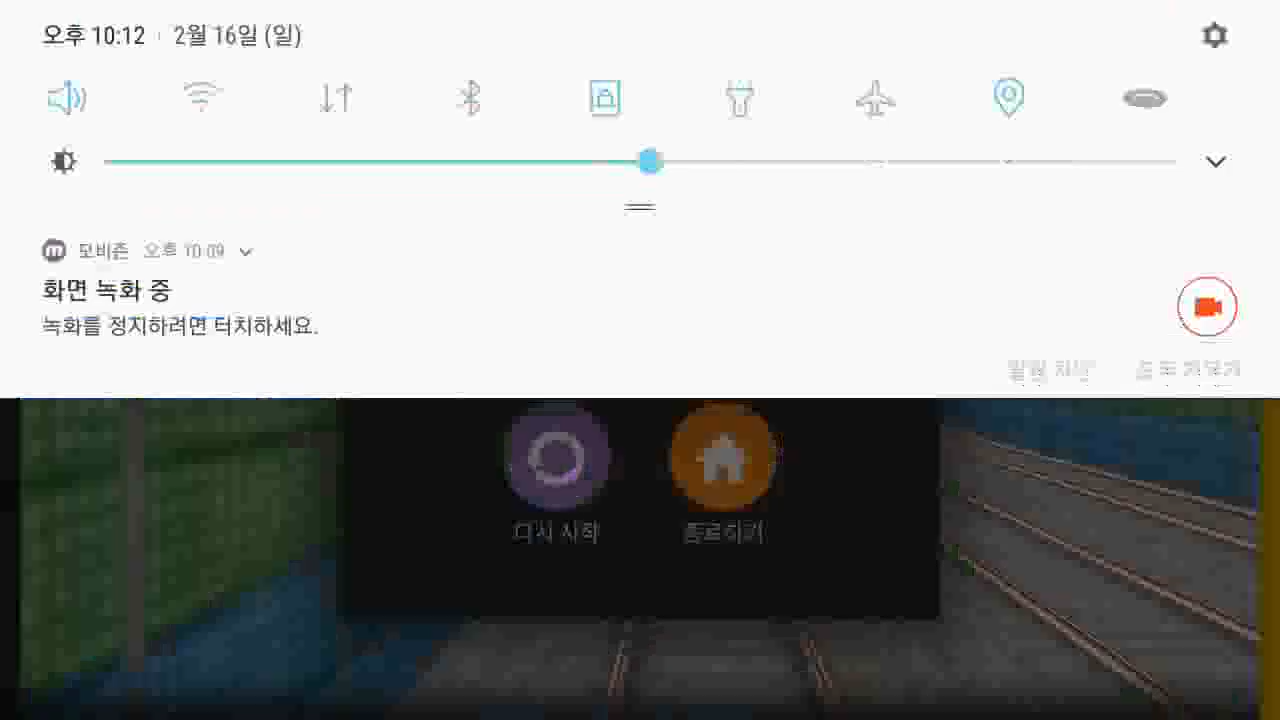 오후 10:12 2월 16일 (일)
모비즌 오후 10:09
화면 녹화 중
녹화를 정지하려면 터치하세요.
다시 시작 종료하기